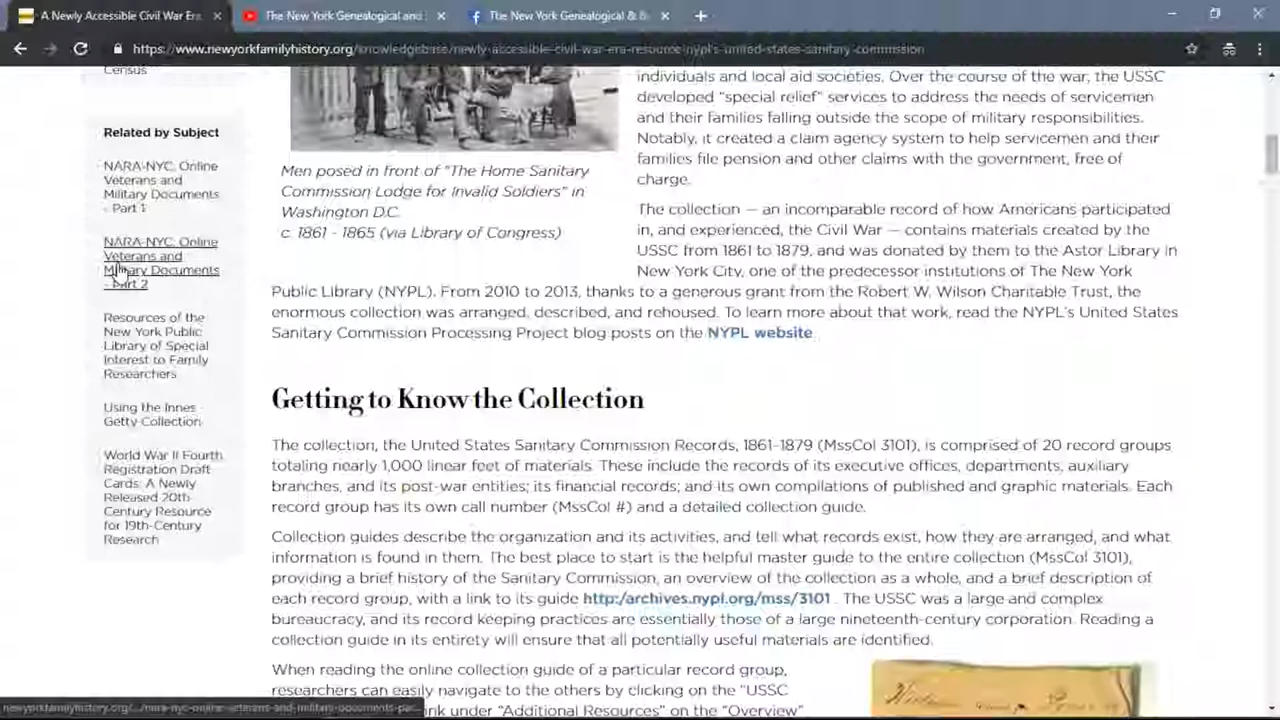 A Newly Accessible Civil War Era
The New York Genealogical and
The New York Genealogical & B
https://www.newyorkfamilyhistory.org/knowledgebase/newly-accessible-civil-war-era-resource-nypl's-united-states-sanitary-commission
Census
Related by Subject
NARA-NYC, Online
Veterans and
Military Documents
- Part 1
NARA-NYC, Online
Veterans and
Military Documents
- Part 2
Resources of the
New York Public
Library of Special
Interest to Family
Researchers
Using the Innes
Getty Collection
World War II Fourth
Registration Draft
Cards: A Newly
Released 20th-
Century Resource
for 19th-Century
Research
Men posed in front of "The Home Sanitary
Commission Lodge for Invalid Soldiers" in
Washington D.C.
c. 1861 - 1865 (via Library of Congress)
individuals and local aid societies. Over the course of the war, the USSC
developed "special relief" services to address the needs of servicemen
and their families falling outside the scope of military responsibilities.
Notably, it created a claim agency system to help servicemen and their
families file pension and other claims with the government, free of
charge.
The collection — an incomparable record of how Americans participated
in, and experienced, the Civil War — contains materials created by the
USSC from 1861 to 1879, and was donated by them to the Astor Library in
New York City, one of the predecessor institutions of The New York
Public Library (NYPL). From 2010 to 2013, thanks to a generous grant from the Robert W. Wilson Charitable Trust, the
enormous collection was arranged, described, and rehoused. To learn more about that work, read the NYPL's United States
Sanitary Commission Processing Project blog posts on the NYPL website.
Getting to Know the Collection
The collection, the United States Sanitary Commission Records, 1861-1879 (MssCol 3101), is comprised of 20 record groups
totaling nearly 1,000 linear feet of materials. These include the records of its executive offices, departments, auxiliary
branches, and its post-war entities; its financial records; and its own compilations of published and graphic materials. Each
record group has its own call number (MssCol #) and a detailed collection guide.
Collection guides describe the organization and its activities, and tell what records exist, how they are arranged, and what
information is found in them. The best place to start is the helpful master guide to the entire collection (MssCol 3101),
providing a brief history of the Sanitary Commission, an overview of the collection as a whole, and a brief description of
each record group, with a link to its guide http:/archives.nypl.org/mss/3101 . The USSC was a large and complex
bureaucracy, and its record keeping practices are essentially those of a large nineteenth-century corporation. Reading a
collection guide in its entirety will ensure that all potentially useful materials are identified.
When reading the online collection guide of a particular record group,
researchers can easily navigate to the others by clicking on the "USSC
nk under "Additional Resources" on the "Overview"
newyorkfamilyhistory.org/.../nara-nyc-online-veterans-and-military-documents-par...